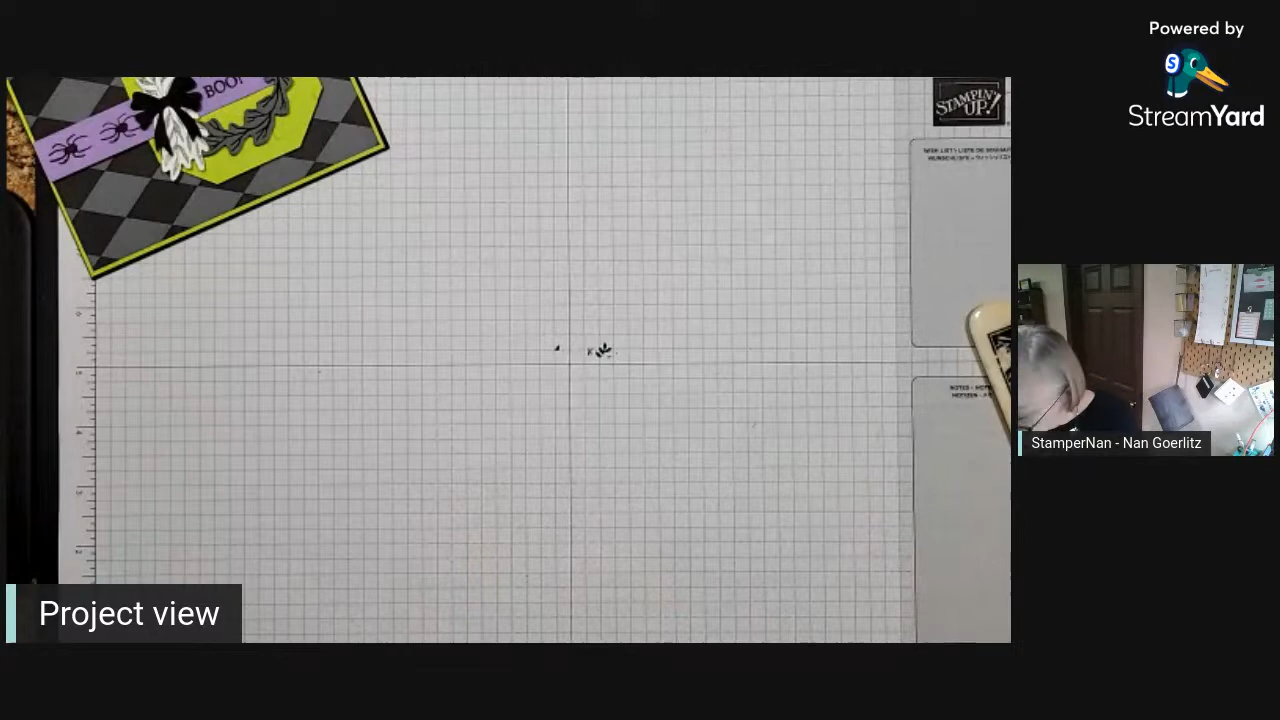 Powered by
S
StreamYard
BOO!
STAMPIN' UP!
StamperNan - Nan Goerlitz
Project view